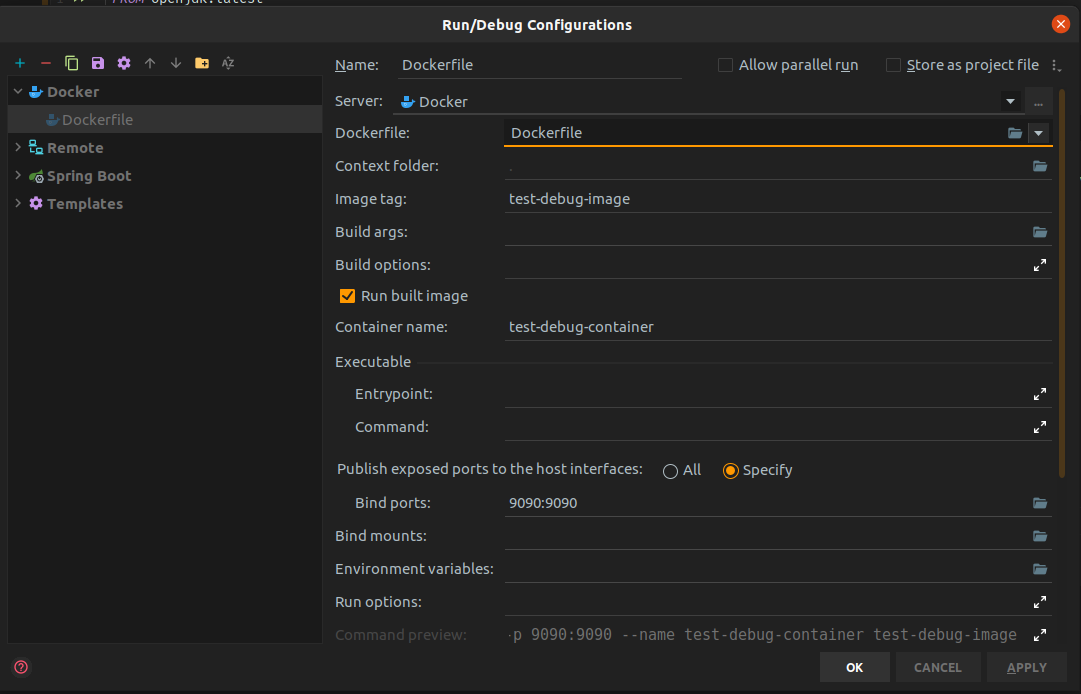 FROM openjdk:latest
Run/Debug Configurations
Name: Dockerfile
Allow parallel run
Store as project file
Docker
Dockerfile
Remote
Spring Boot
Templates
Server: Docker
Dockerfile: Dockerfile
Context folder: .
Image tag: test-debug-image
Build args:
Build options:
Run built image
Container name: test-debug-container
Executable
Entrypoint:
Command:
Publish exposed ports to the host interfaces: All Specify
Bind ports: 9090:9090
Bind mounts:
Environment variables:
Run options:
Command preview: -p 9090:9090 --name test-debug-container test-debug-image
OK CANCEL APPLY